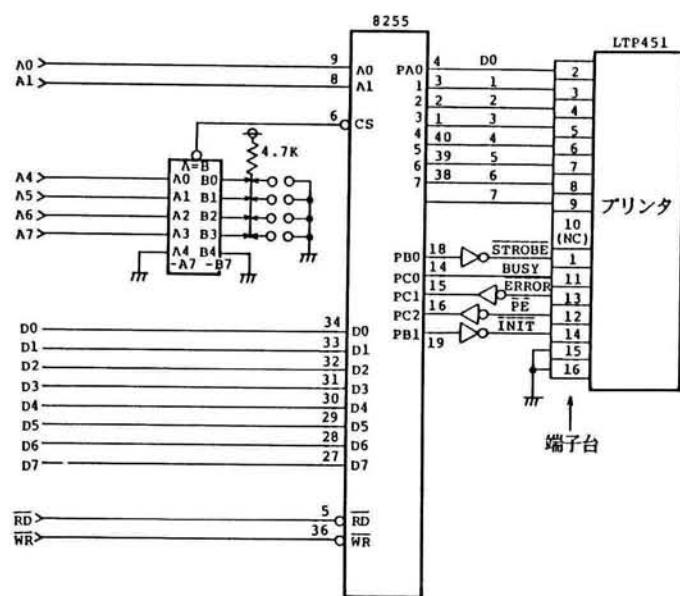 8255
LTP451
A0
A1
9
8
A0
A1
6
CS
4.7K
A=B
A4
A5
A6
A7
A0 B0
A1 B1
A2 B2
A3 B3
A4 B4
-A7 -B7
D0
D1
D2
D3
D4
D5
D6
D7
34
33
32
31
30
29
28
27
D0
D1
D2
D3
D4
D5
D6
D7
RD
WR
5
36
RD
WR
PA0
1
2
3
4
5
6
7
4
3
2
1
40
39
38
D0
1
2
3
4
5
6
7
PB0
PC0
PC1
PC2
PB1
18
14
15
16
19
STROBE
BUSY
ERROR
PE
INIT
2
3
4
5
6
7
8
9
10
(NC)
1
11
13
12
14
15
16
プリンタ
端子台